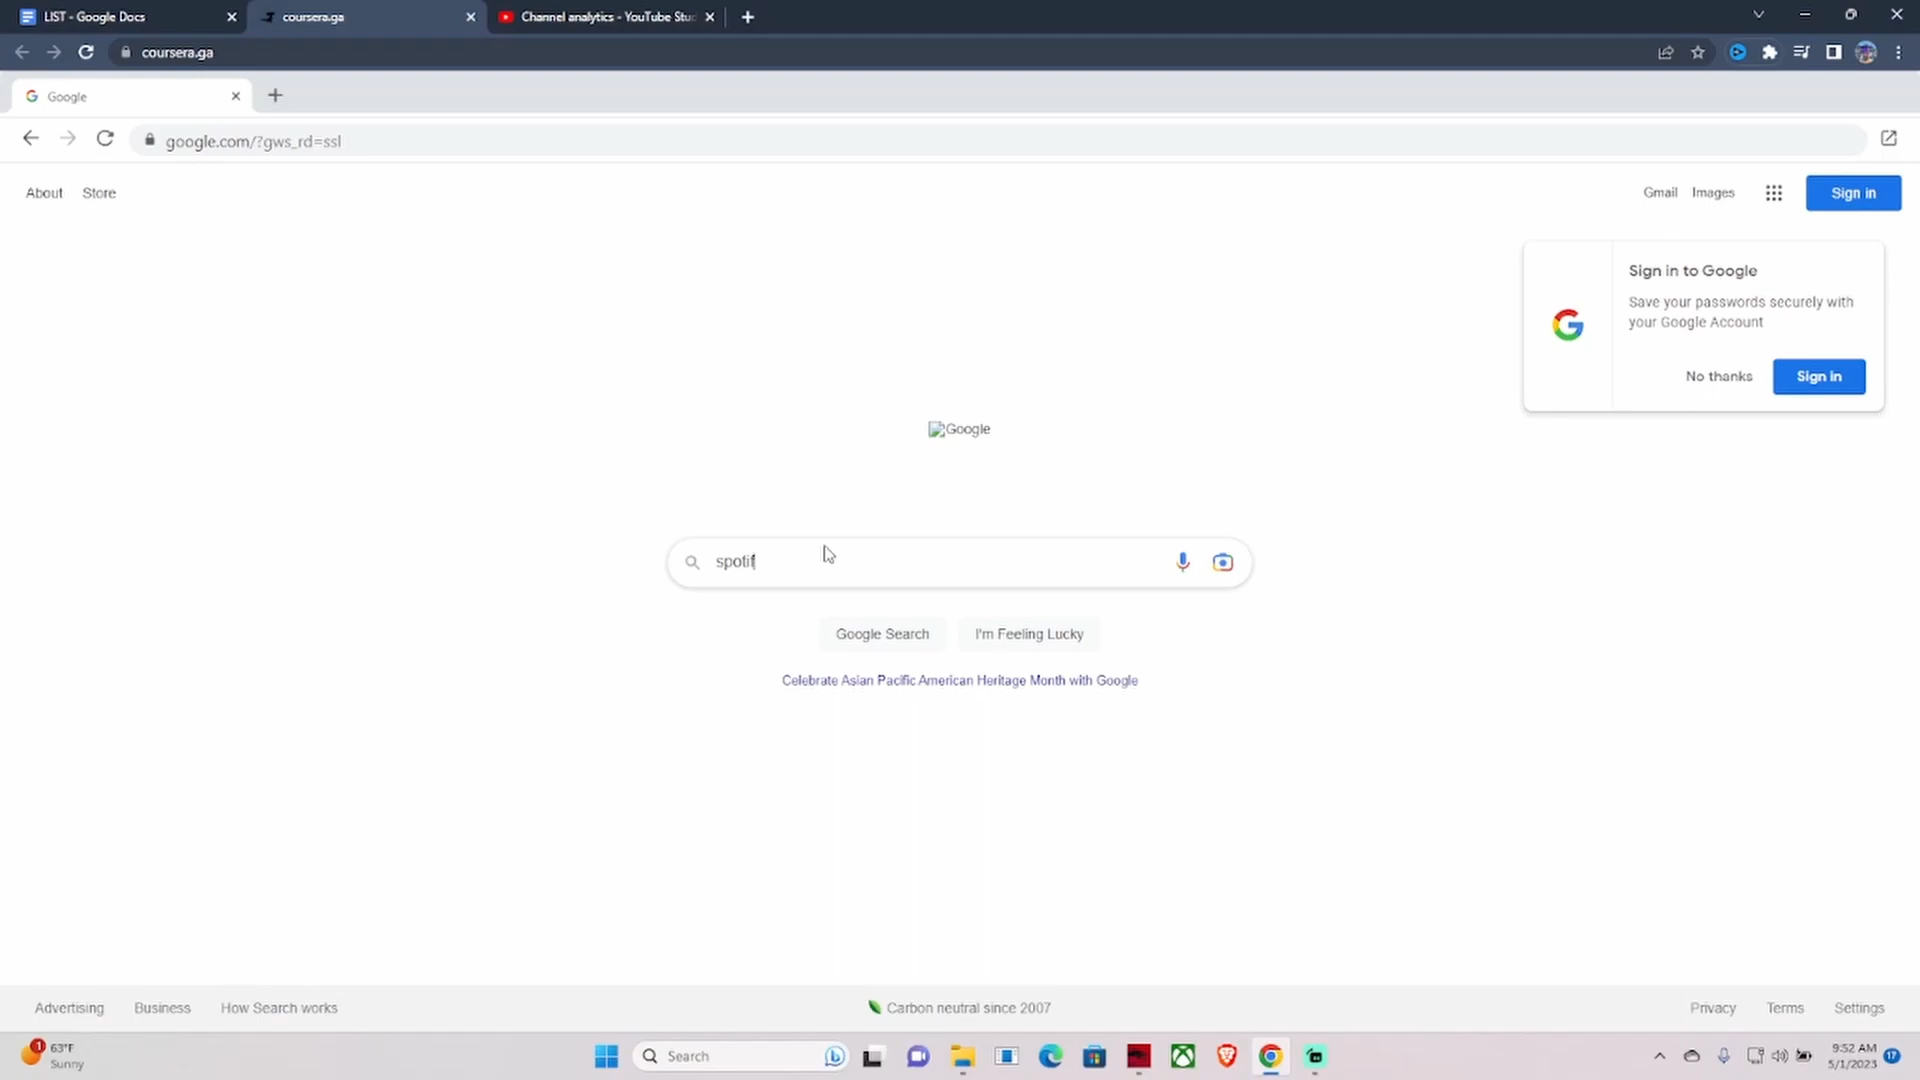 LIST - Google Docs
coursera.ga
Channel analytics - YouTube Stu
coursera.ga
Google
google.com/?gws_rd=ssl
About Store
Gmail Images
Sign in
Sign in to Google
Save your passwords securely with
your Google Account
No thanks
Sign in
Google
spotif
Google Search
I'm Feeling Lucky
Celebrate Asian Pacific American Heritage Month with Google
Advertising Business How Search works
Carbon neutral since 2007
Privacy Terms Settings
1
63°F
Sunny
Search
9:52 AM
5/1/2023
17